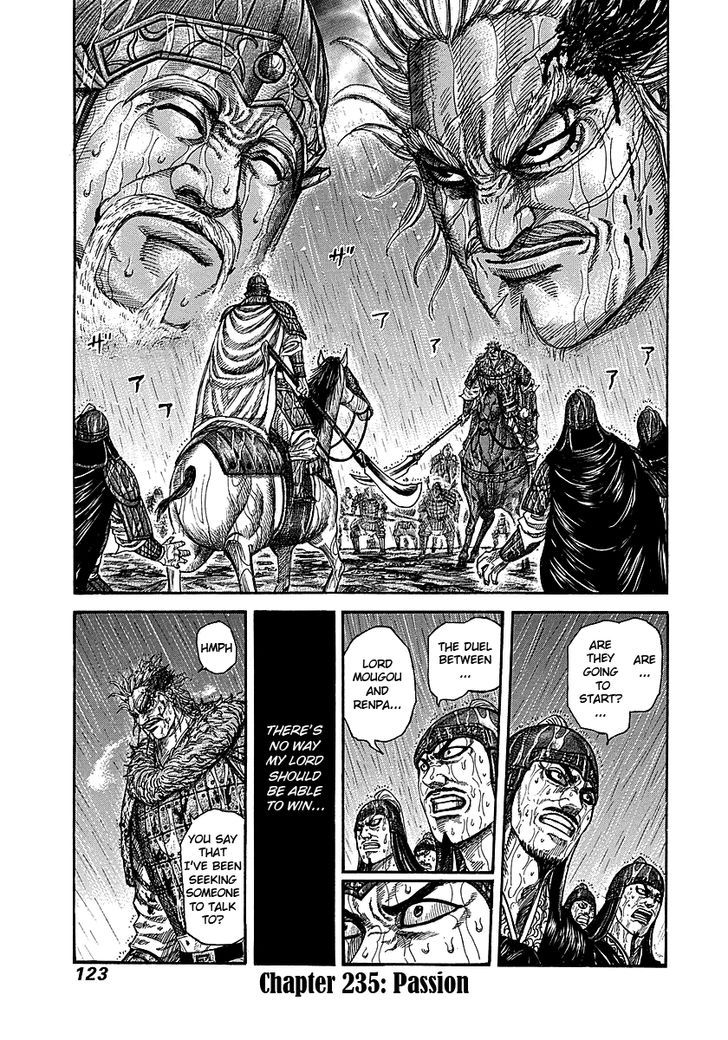 ザ
ザ
ア
ア
ア
ア
ARE
...
ARE
THEY
GOING
TO
START?
...
THE DUEL
BETWEEN
...
LORD
MOUGOU
AND
RENPA...
THERE'S
NO WAY
MY LORD
SHOULD
BE ABLE
TO WIN...
HMPH
YOU SAY
THAT
I'VE BEEN
SEEKING
SOMEONE
TO TALK
TO?
123
Chapter 235: Passion